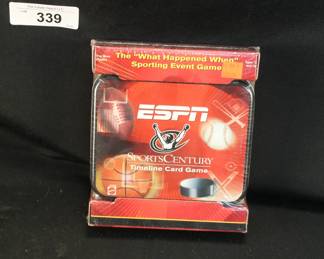 339
The "What Happened When"
Sporting Event Game
ESPN
SPORTSCENTURY
Timeline Card Game